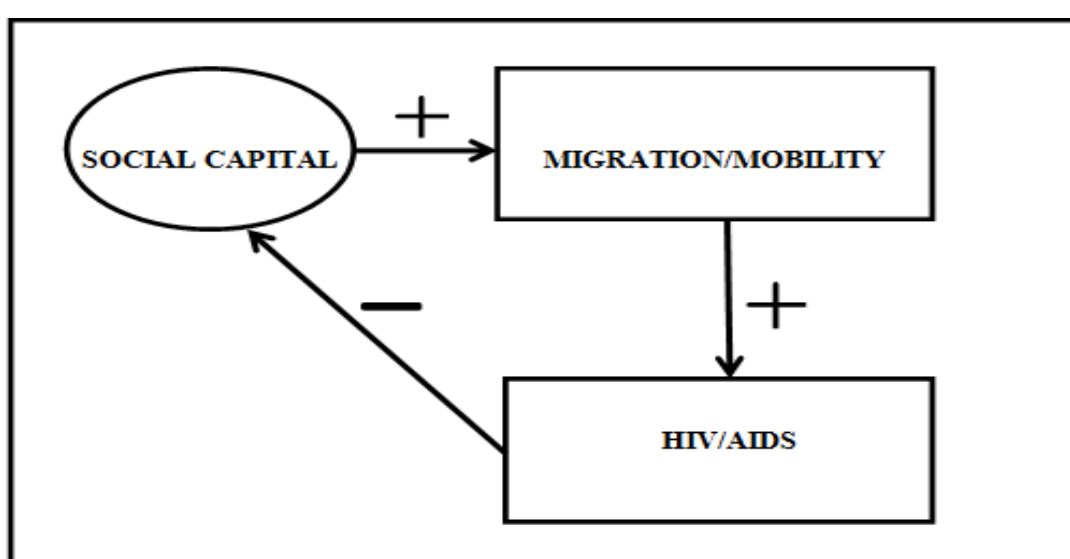 +
SOCIAL CAPITAL
MIGRATION/MOBILITY
−
+
HIV/AIDS